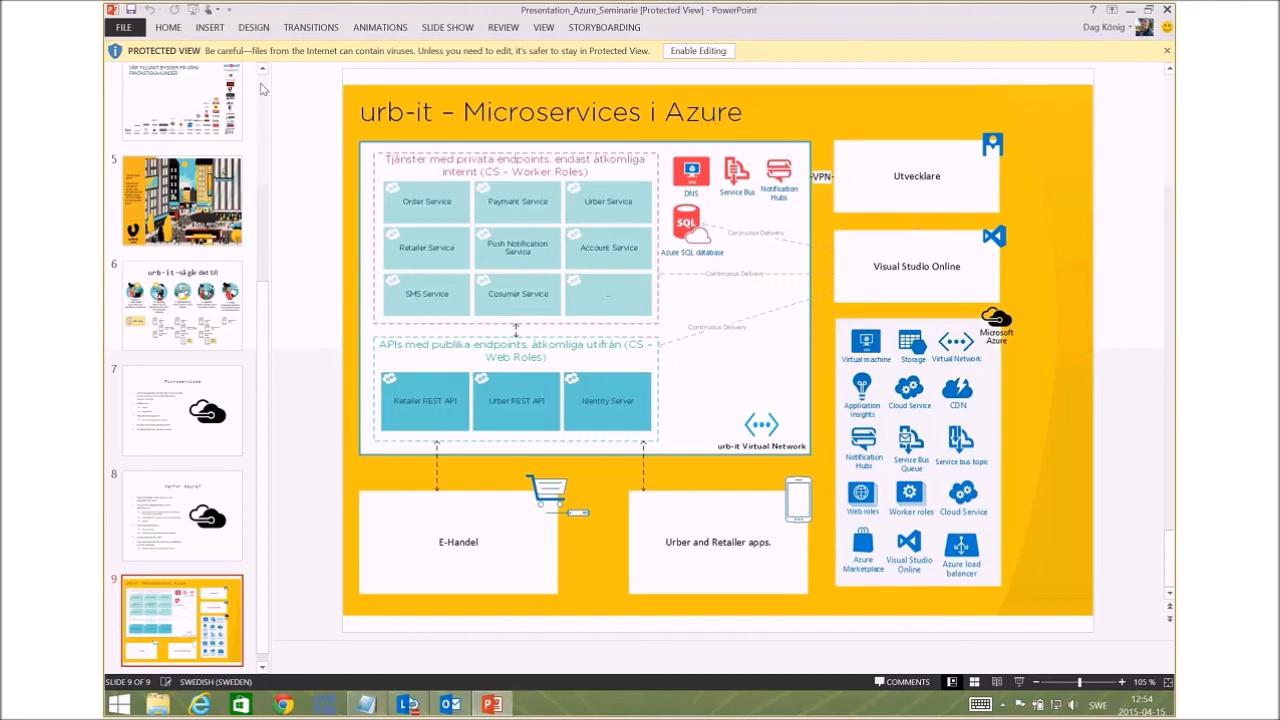 Presentation_Azure_Seminarie [Protected View] - PowerPoint
FILE HOME INSERT DESIGN TRANSITIONS ANIMATIONS SLIDE SHOW REVIEW VIEW RECORDING
Dag König
PROTECTED VIEW Be careful—files from the Internet can contain viruses. Unless you need to edit, it's safer to stay in Protected View. Enable Editing
VÅR TILLVÄXT BYGGER PÅ VÅRA
FANTASTISKA KUNDER
5
6
urb-it - så går det till
7
Microservices
8
Varför Azure?
9
urb-it – Microservices i Azure
Tjänster med privata endpoints, endast åtkomliga
internt (CS – Worker Roles)
Order Service
Payment Service
Urber Service
Retailer Service
Push Notification
Service
Account Service
SMS Service
Cosumer Service
DNS
Service Bus
Notification
Hubs
SQL
Azure SQL database
VPN
Continuous Delivery
Continuous Delivery
Continuous Delivery
APIs med publika endpoints, åtkomliga utifrån (CS –
Web Roles)
Retailer REST API
Urber REST API
Identity Server
urb-it Virtual Network
E-Handel
Urber and Retailer apps.
Utvecklare
Visual Studio Online
Microsoft
Azure
Virtual machine
Storage
Virtual Network
Application
Insights
Cloud Service
CDN
Notification
Hubs
Service Bus
Queue
Service bus topic
Web roles
Worker roles
Cloud Service
Azure
Marketplace
Visual Studio
Online
Azure load
balancer
SLIDE 9 OF 9 SWEDISH (SWEDEN) COMMENTS 105 %
SWE
12:54
2015-04-15